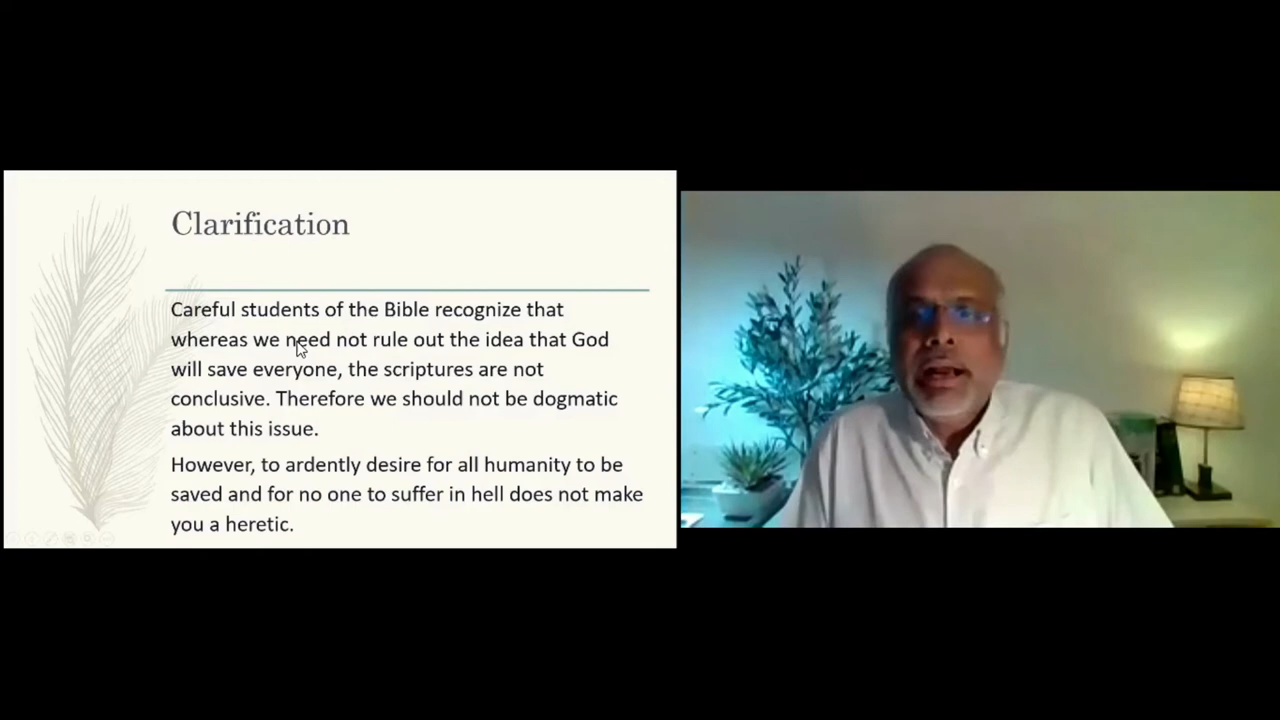 Clarification
Careful students of the Bible recognize that
whereas we need not rule out the idea that God
will save everyone, the scriptures are not
conclusive. Therefore we should not be dogmatic
about this issue.
However, to ardently desire for all humanity to be
saved and for no one to suffer in hell does not make
you a heretic.